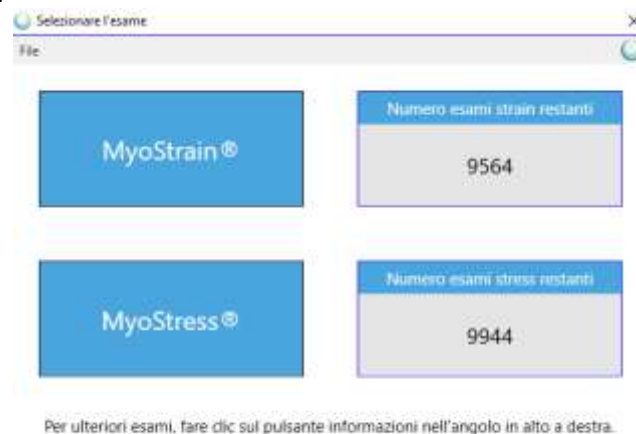 Selezionare l'esame
File
MyoStrain®
Numero esami strain restanti
9564
MyoStress®
Numero esami stress restanti
9944
Per ulteriori esami, fare clic sul pulsante informazioni nell'angolo in alto a destra.